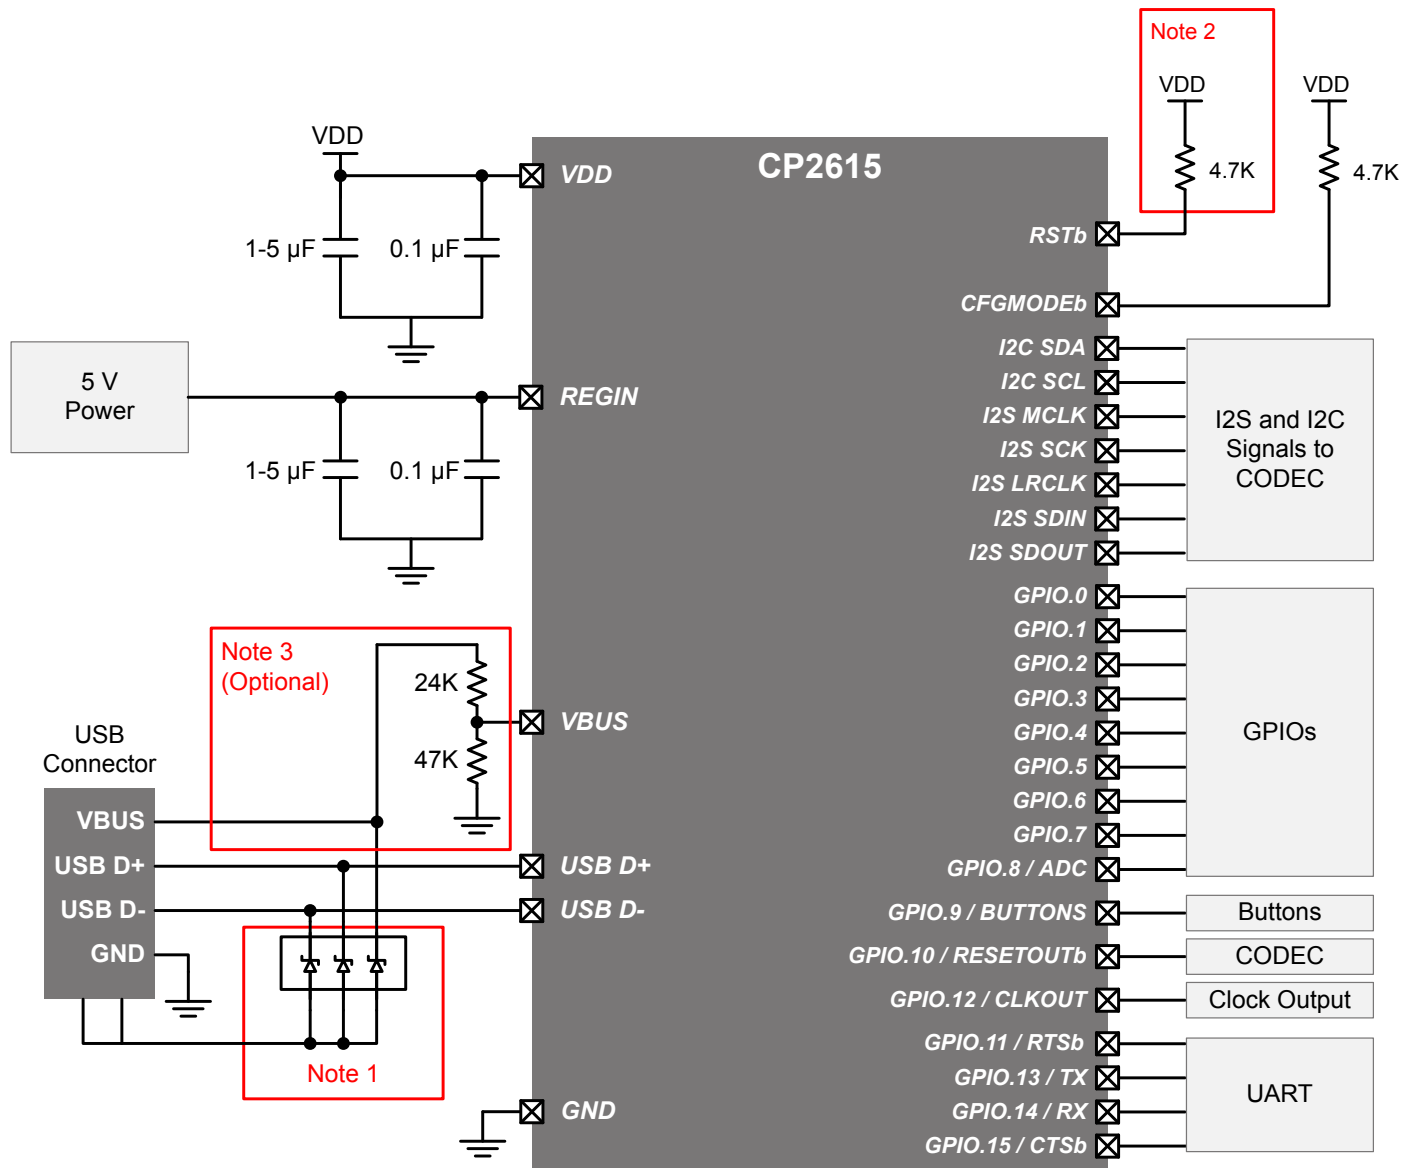 Note 2
VDD
VDD
4.7K
4.7K
VDD
1-5 µF
0.1 µF
VDD
CP2615
RSTb
CFGMODEb
5 V
Power
REGIN
1-5 µF
0.1 µF
I2C SDA
I2C SCL
I2S MCLK
I2S SCK
I2S LRCLK
I2S SDIN
I2S SDOUT
I2S and I2C
Signals to
CODEC
GPIO.0
GPIO.1
GPIO.2
GPIO.3
GPIO.4
GPIO.5
GPIO.6
GPIO.7
GPIO.8 / ADC
GPIOs
Note 3
(Optional)
24K
47K
VBUS
USB
Connector
VBUS
USB D+
USB D-
GND
USB D+
USB D-
Note 1
GND
GPIO.9 / BUTTONS
Buttons
GPIO.10 / RESETOUTb
CODEC
GPIO.12 / CLKOUT
Clock Output
GPIO.11 / RTSb
GPIO.13 / TX
GPIO.14 / RX
GPIO.15 / CTSb
UART